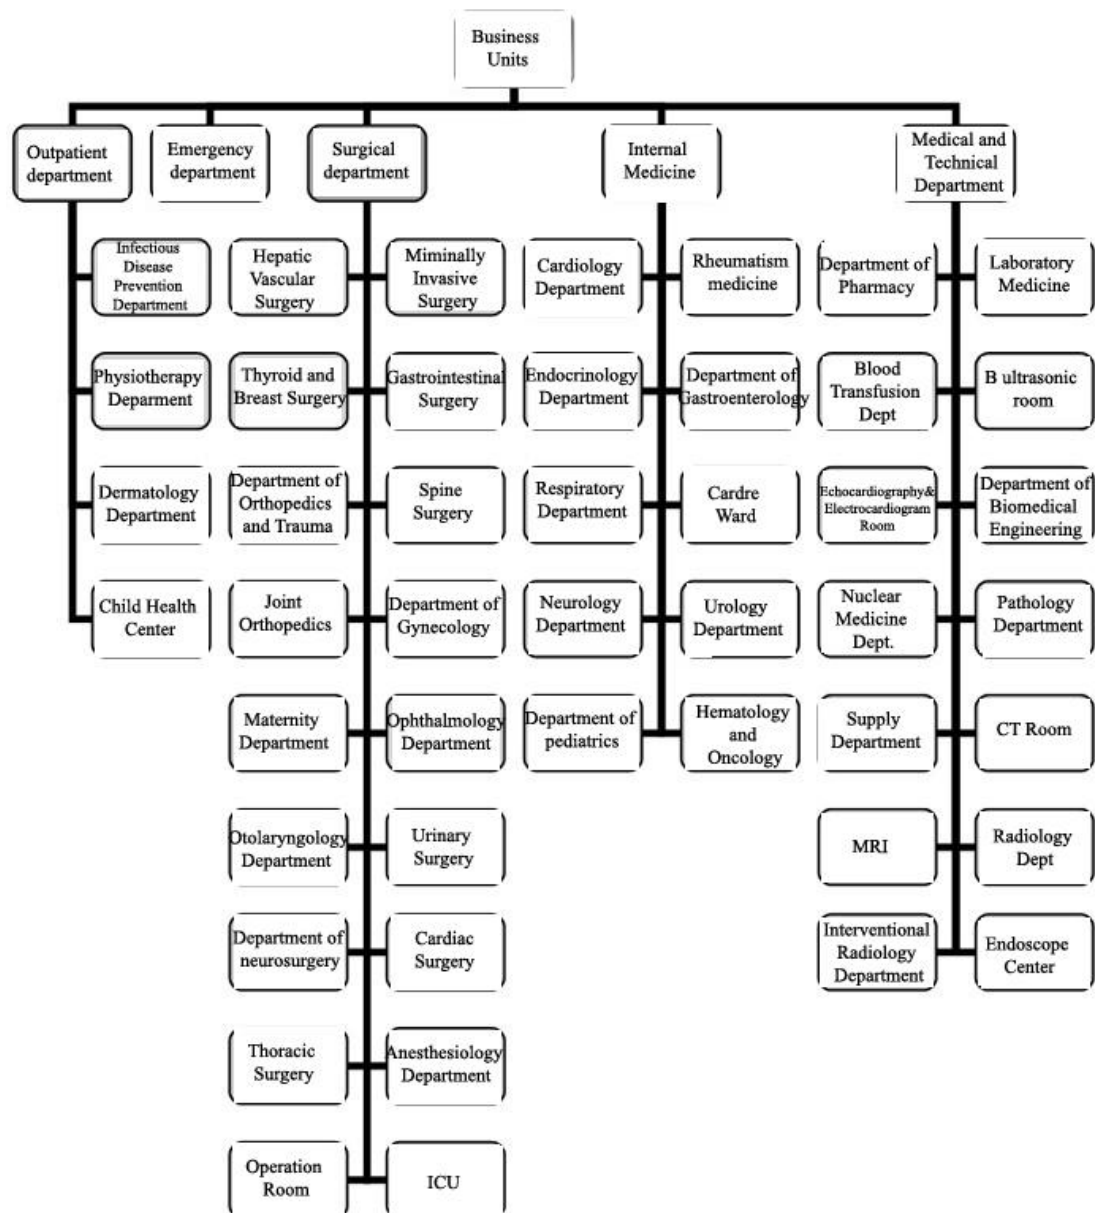 Business
Units
Outpatient
department
Emergency
department
Surgical
department
Internal
Medicine
Medical and
Technical
Department
Infectious
Disease
Prevention
Department
Hepatic
Vascular
Surgery
Miminally
Invasive
Surgery
Cardiology
Department
Rheumatism
medicine
Department of
Pharmacy
Laboratory
Medicine
Physiotherapy
Deparment
Thyroid and
Breast Surgery
Gastrointestinal
Surgery
Endocrinology
Department
Department of
Gastroenterology
Blood
Transfusion
Dept
B ultrasonic
room
Dermatology
Department
Department of
Orthopedics
and Trauma
Spine
Surgery
Respiratory
Department
Cardre
Ward
Echocardiography&
Electrocardiogram
Room
Department of
Biomedical
Engineering
Child Health
Center
Joint
Orthopedics
Department of
Gynecology
Neurology
Department
Urology
Department
Nuclear
Medicine
Dept.
Pathology
Department
Maternity
Department
Ophthalmology
Department
Department of
pediatrics
Hematology
and
Oncology
Supply
Department
CT Room
Otolaryngology
Department
Urinary
Surgery
MRI
Radiology
Dept
Department of
neurosurgery
Cardiac
Surgery
Interventional
Radiology
Department
Endoscope
Center
Thoracic
Surgery
Anesthesiology
Department
Operation
Room
ICU